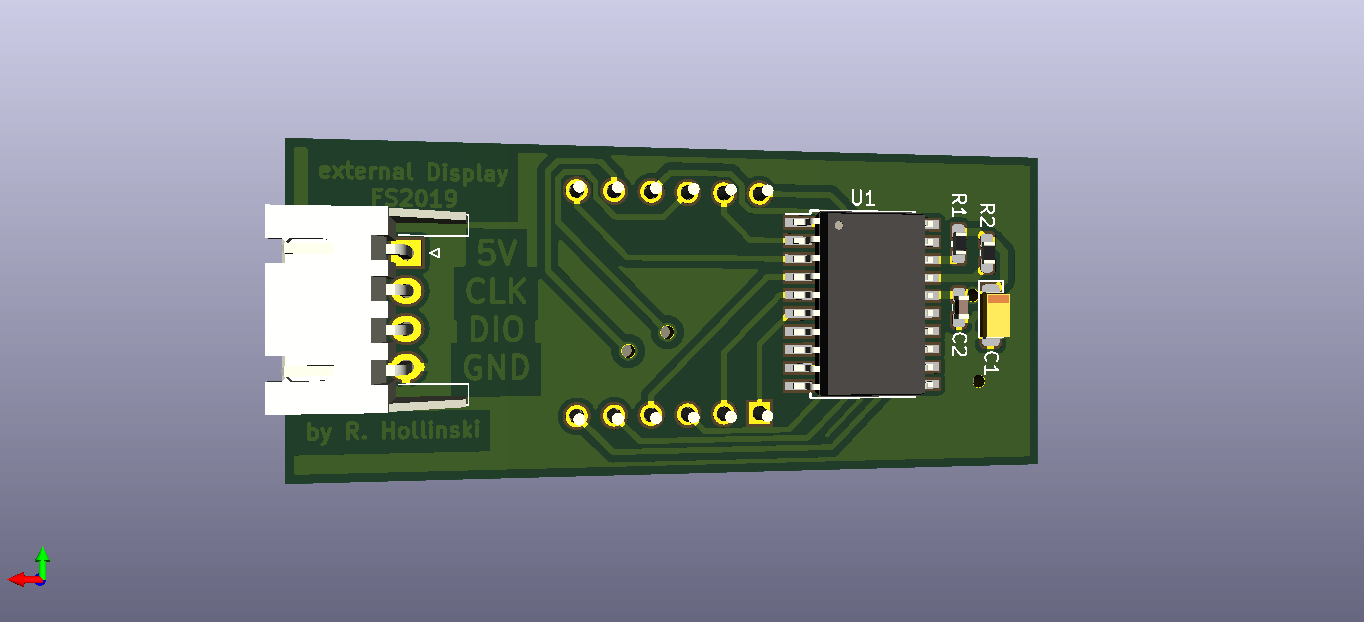 external Display
FS2019
5V
CLK
DIO
GND
by R. Hollinski
U1
R1
R2
C2
C1